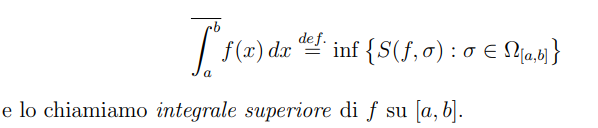 $\overline{\int_a^b} f(x)\,dx \stackrel{def.}{=} \inf \{S(f, \sigma) : \sigma \in \Omega_{[a,b]}\}$
e lo chiamiamo integrale superiore di f su [a, b].